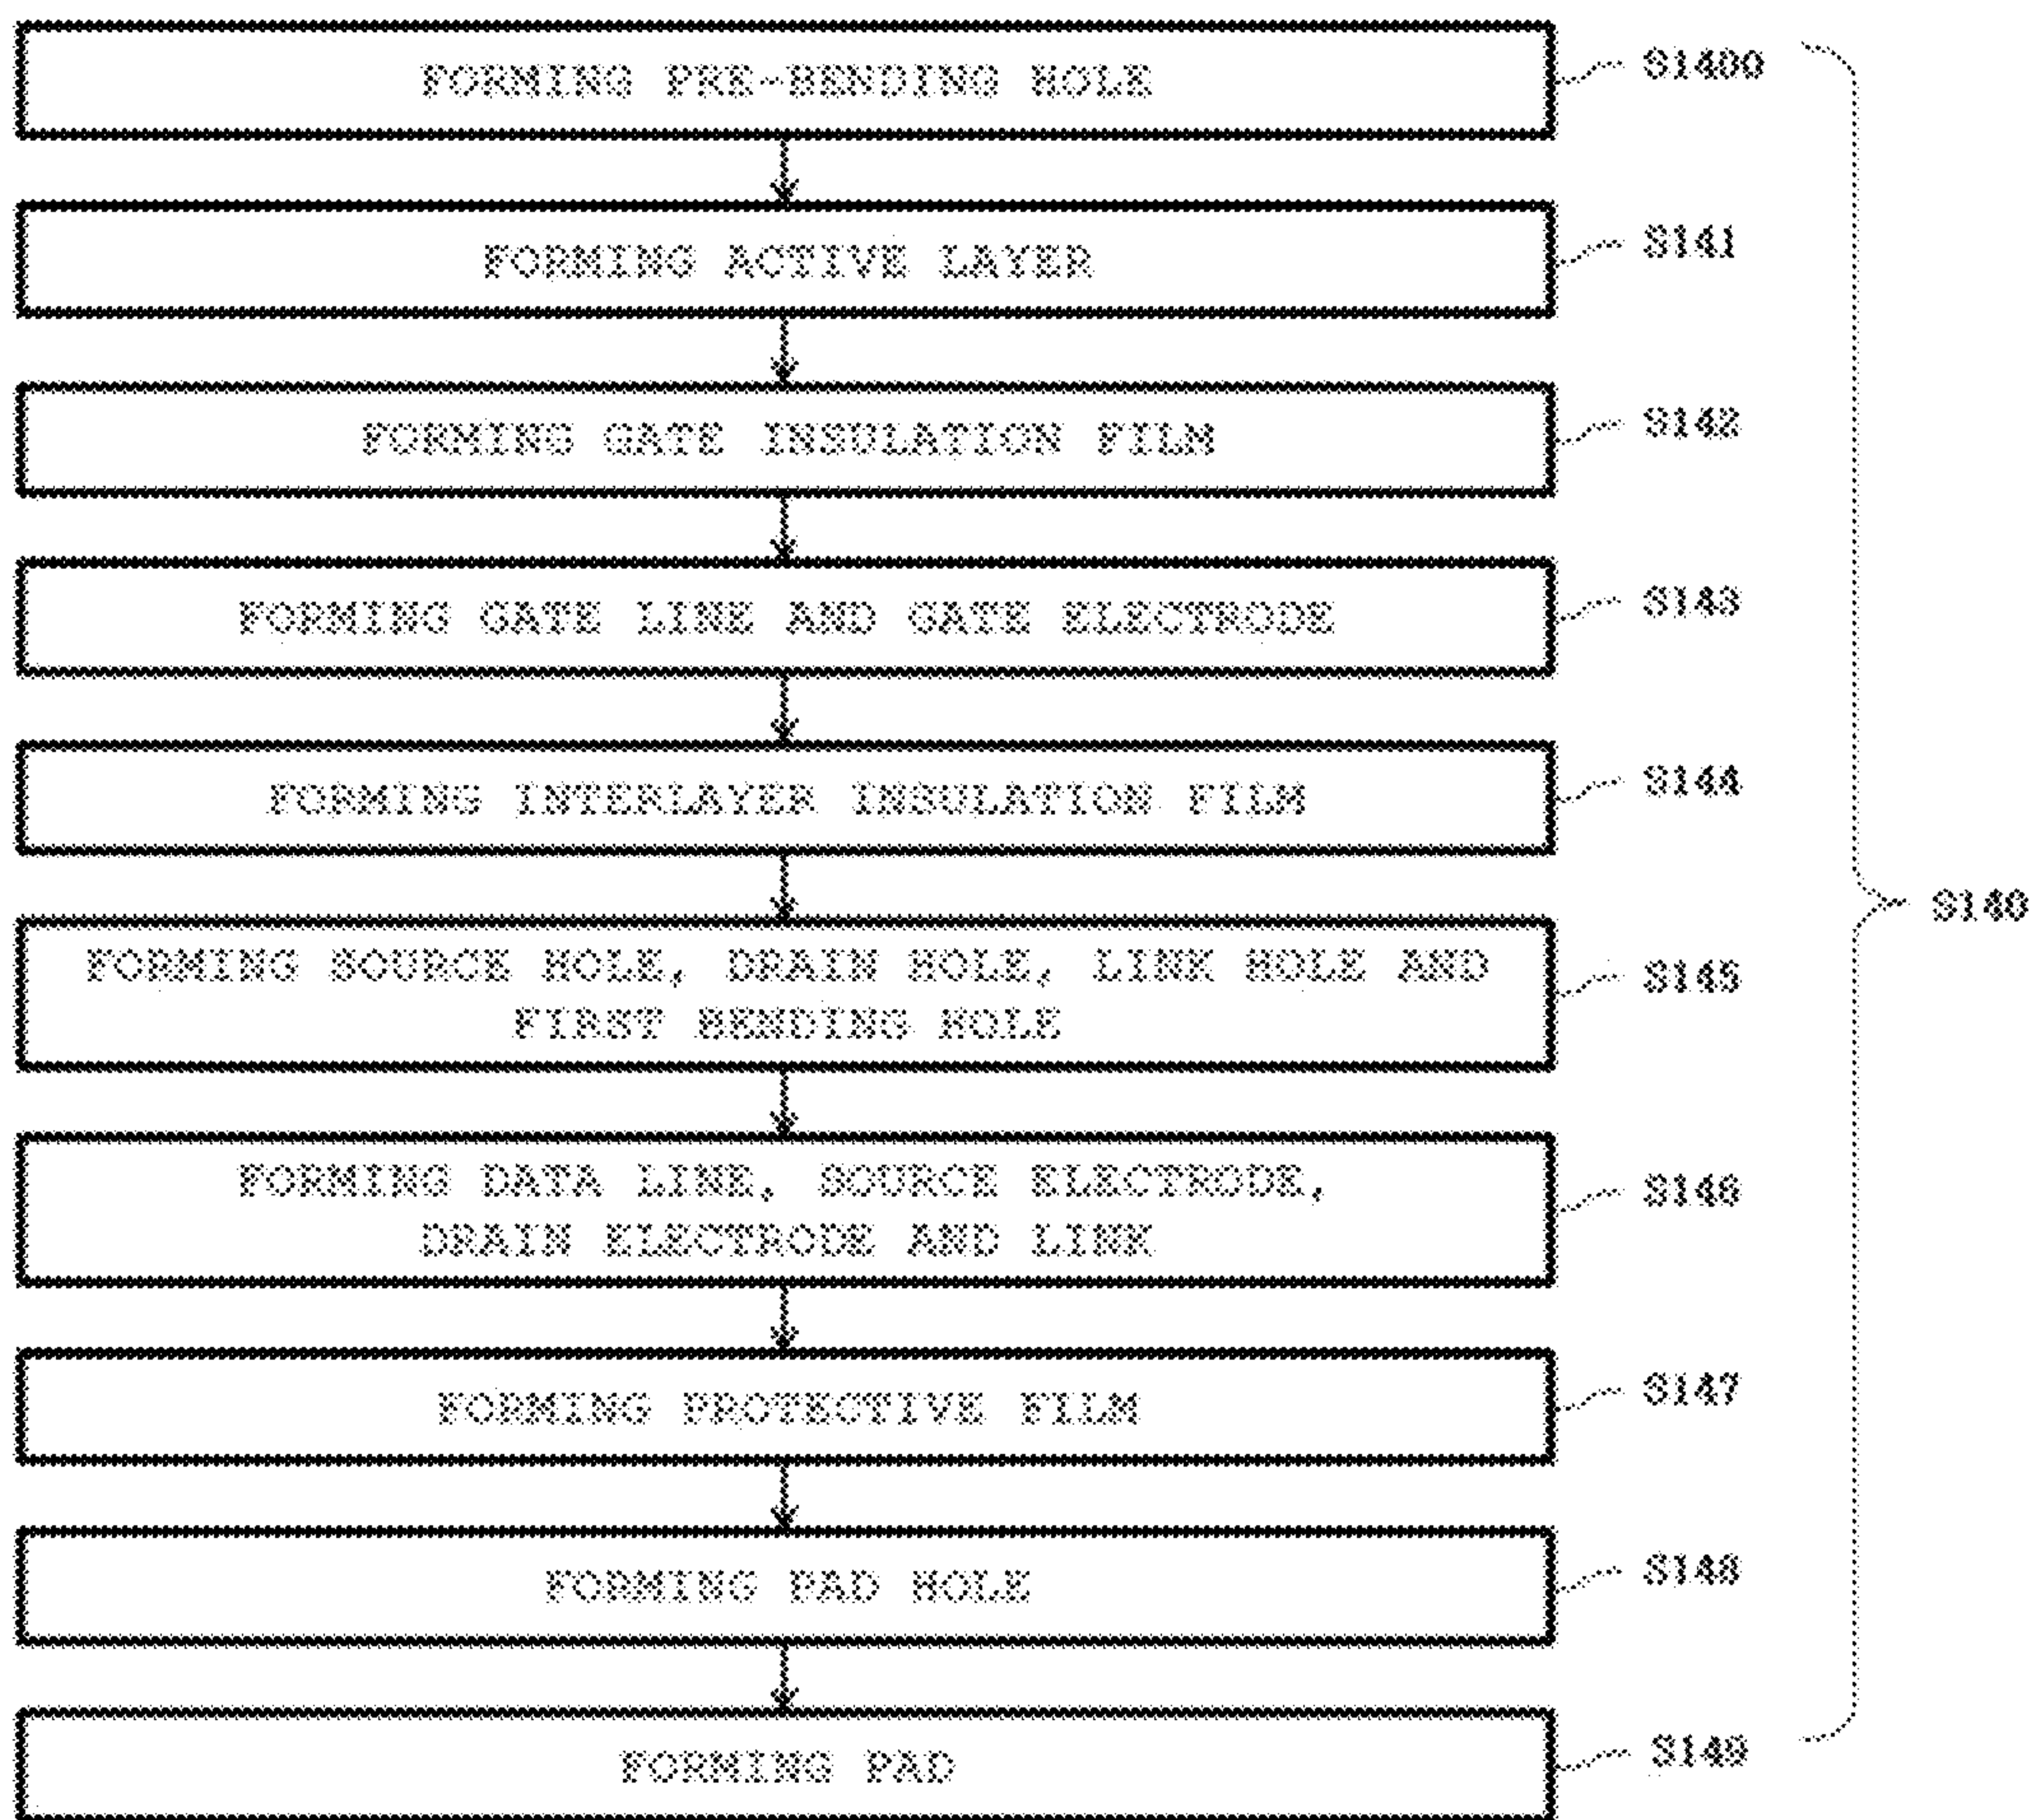 FORMING PRE-BENDING HOLE
S1400
FORMING ACTIVE LAYER
S141
FORMING GATE INSULATION FILM
S142
FORMING GATE LINE AND GATE ELECTRODE
S143
FORMING INTERLAYER INSULATION FILM
S144
S140
FORMING SOURCE HOLE, DRAIN HOLE, LINK HOLE AND
FIRST BENDING HOLE
S145
FORMING DATA LINE, SOURCE ELECTRODE,
DRAIN ELECTRODE AND LINK
S146
FORMING PROTECTIVE FILM
S147
FORMING PAD HOLE
S148
FORMING PAD
S149